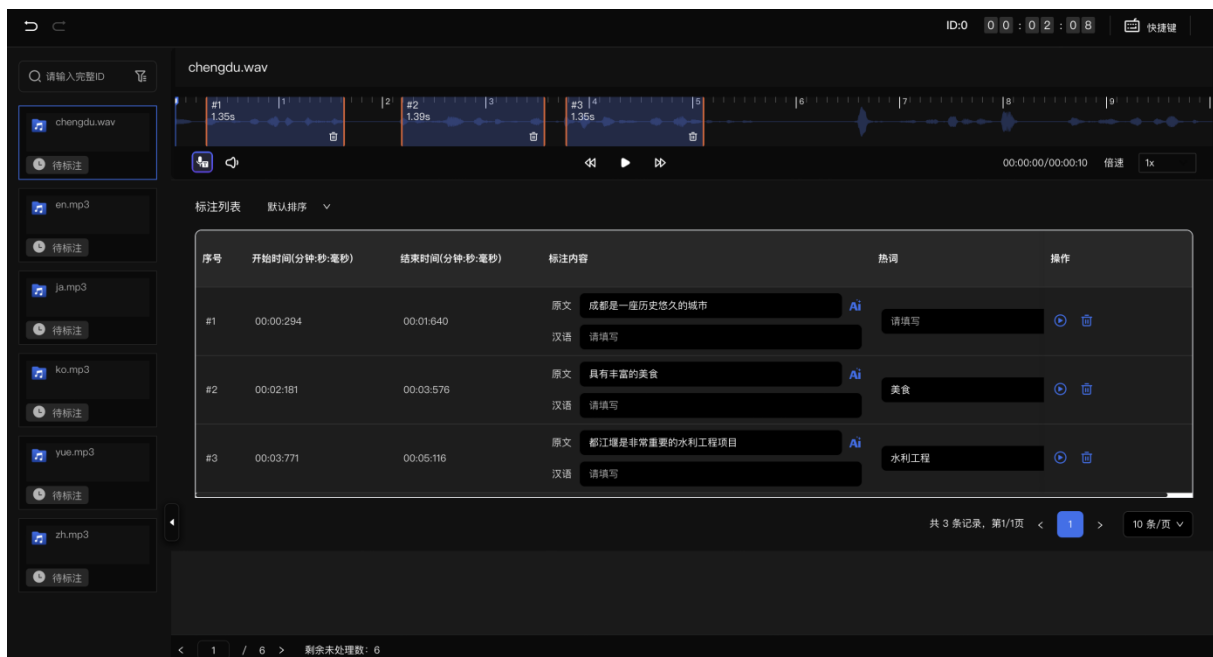 ID:0 00:02:08 快捷键
请输入完整ID
chengdu.wav
待标注
en.mp3
待标注
ja.mp3
待标注
ko.mp3
待标注
yue.mp3
待标注
zh.mp3
待标注
chengdu.wav
1 2 3 4 5 6 7 8 9
#1 1.35s
#2 1.39s
#3 1.35s
00:00:00/00:00:10 倍速 1x
标注列表 默认排序
序号 开始时间(分钟:秒:毫秒) 结束时间(分钟:秒:毫秒) 标注内容 热词 操作
原文 成都是一座历史悠久的城市 Ai
#1 00:00:294 00:01:640 请填写
汉语 请填写
原文 具有丰富的美食 Ai
#2 00:02:181 00:03:576 美食
汉语 请填写
原文 都江堰是非常重要的水利工程项目 Ai
#3 00:03:771 00:05:116 水利工程
汉语 请填写
共 3 条记录，第1/1页 < 1 > 10 条/页
< 1 / 6 > 剩余未处理数：6